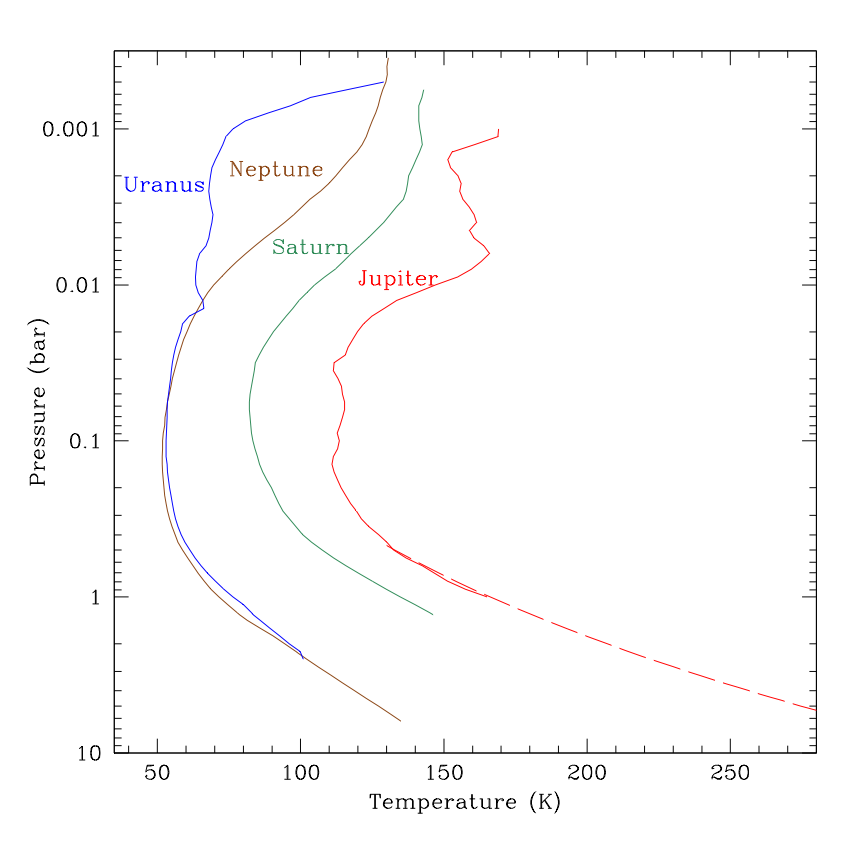 0.001
Neptune
Uranus
Saturn
Jupiter
0.01
Pressure (bar)
0.1
1
10
50 100 150 200 250
Temperature (K)